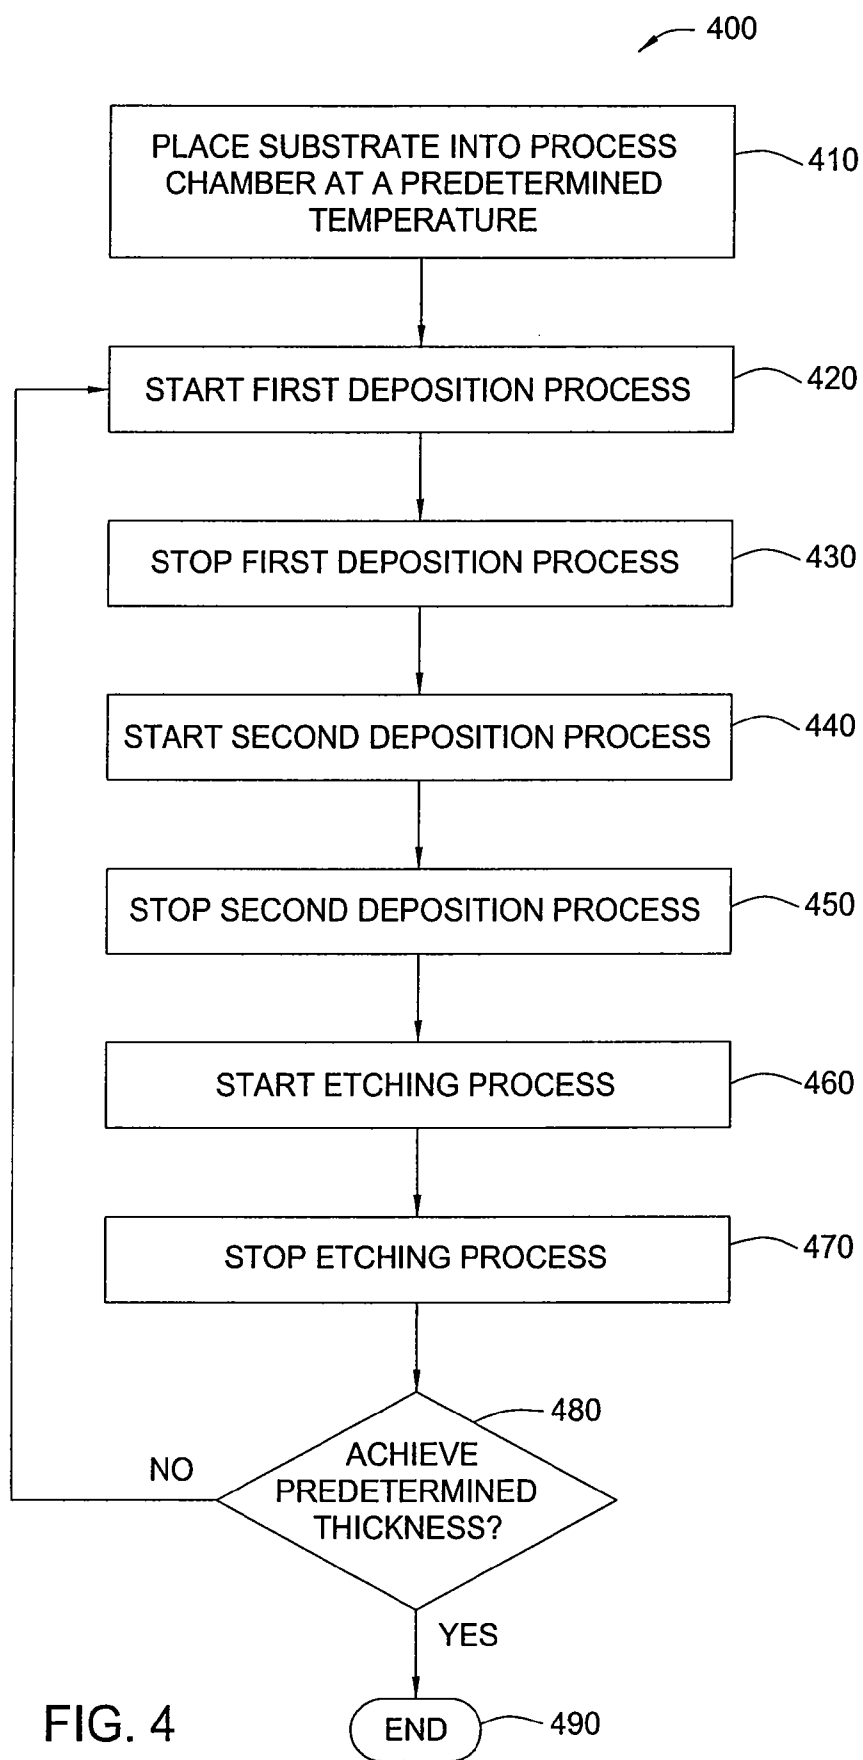 400
PLACE SUBSTRATE INTO PROCESS
CHAMBER AT A PREDETERMINED
TEMPERATURE
410
START FIRST DEPOSITION PROCESS
420
STOP FIRST DEPOSITION PROCESS
430
START SECOND DEPOSITION PROCESS
440
STOP SECOND DEPOSITION PROCESS
450
START ETCHING PROCESS
460
STOP ETCHING PROCESS
470
480
ACHIEVE
PREDETERMINED
THICKNESS?
NO
YES
END
490
FIG. 4